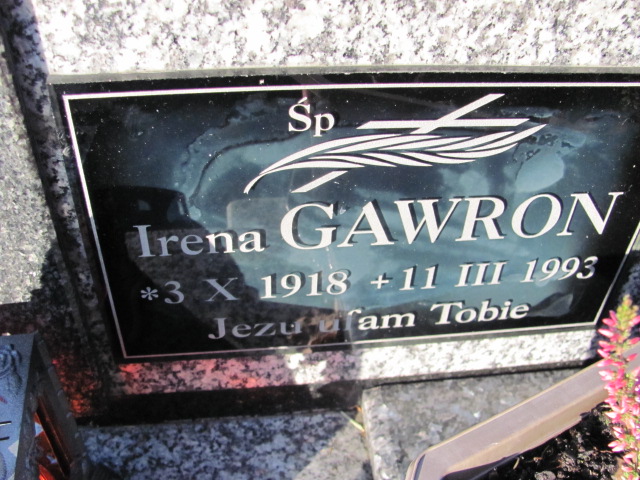 Śp
Irena GAWRON
*3 X 1918 +11 III 1993
Jezu ufam Tobie